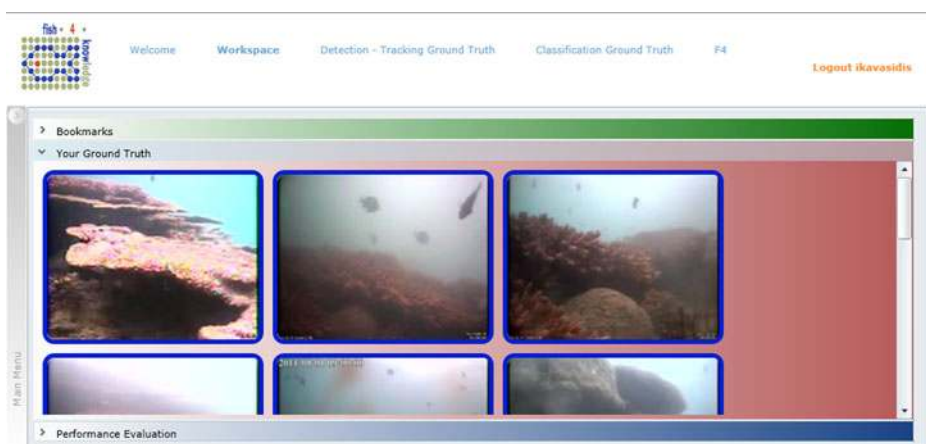 fish + 4 +
knowledge
Welcome
Workspace
Detection - Tracking Ground Truth
Classification Ground Truth
F4
Logout ikavasidis
Bookmarks
Your Ground Truth
Main Menu
Performance Evaluation